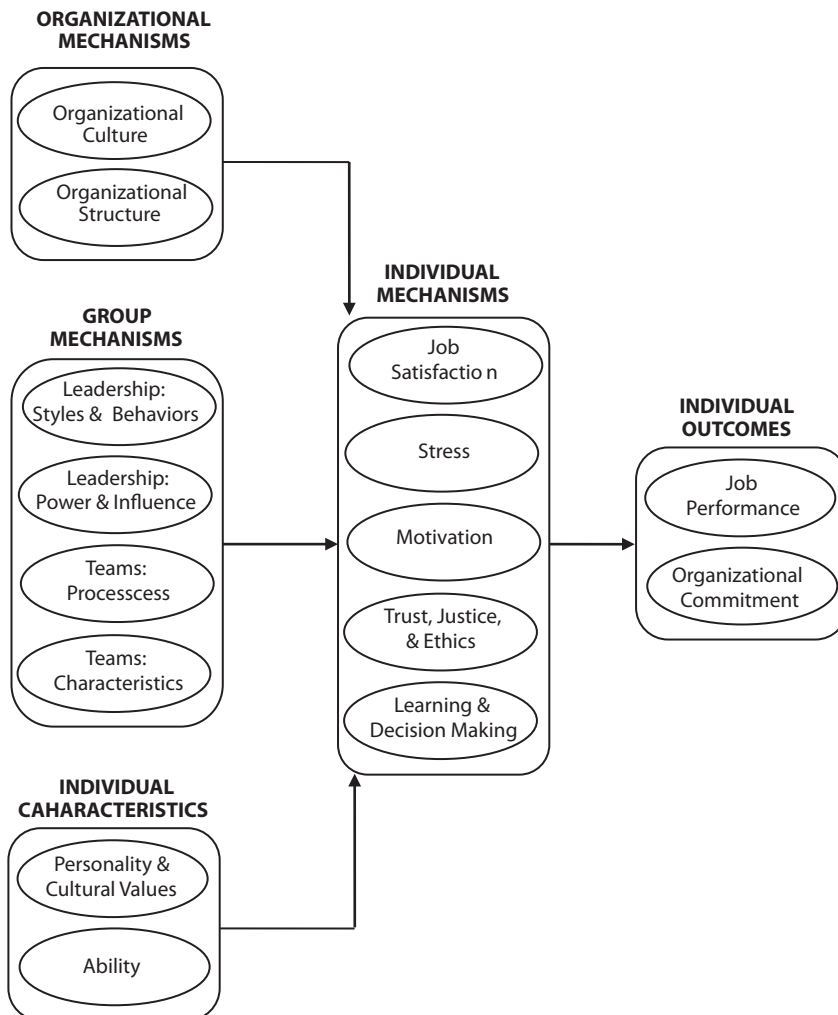 ORGANIZATIONAL
MECHANISMS
Organizational
Culture
Organizational
Structure
GROUP
MECHANISMS
Leadership:
Styles & Behaviors
Leadership:
Power & Influence
Teams:
Processcess
Teams:
Characteristics
INDIVIDUAL
CAHARACTERISTICS
Personality &
Cultural Values
Ability
INDIVIDUAL
MECHANISMS
Job
Satisfactio n
Stress
Motivation
Trust, Justice,
& Ethics
Learning &
Decision Making
INDIVIDUAL
OUTCOMES
Job
Performance
Organizational
Commitment